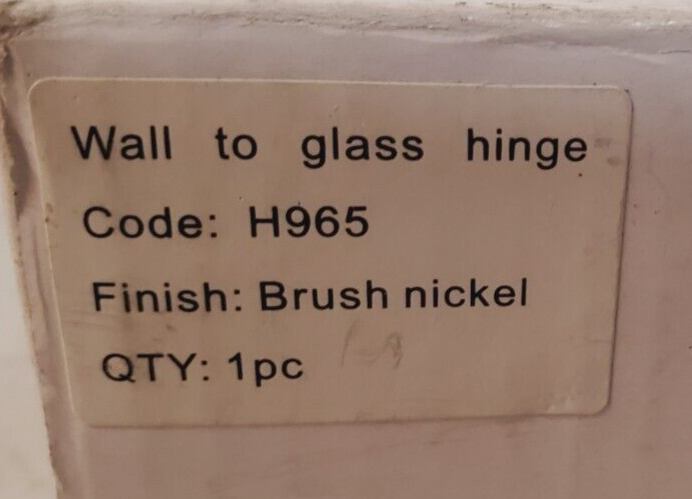 Wall to glass hinge
Code: H965
Finish: Brush nickel
QTY: 1pc